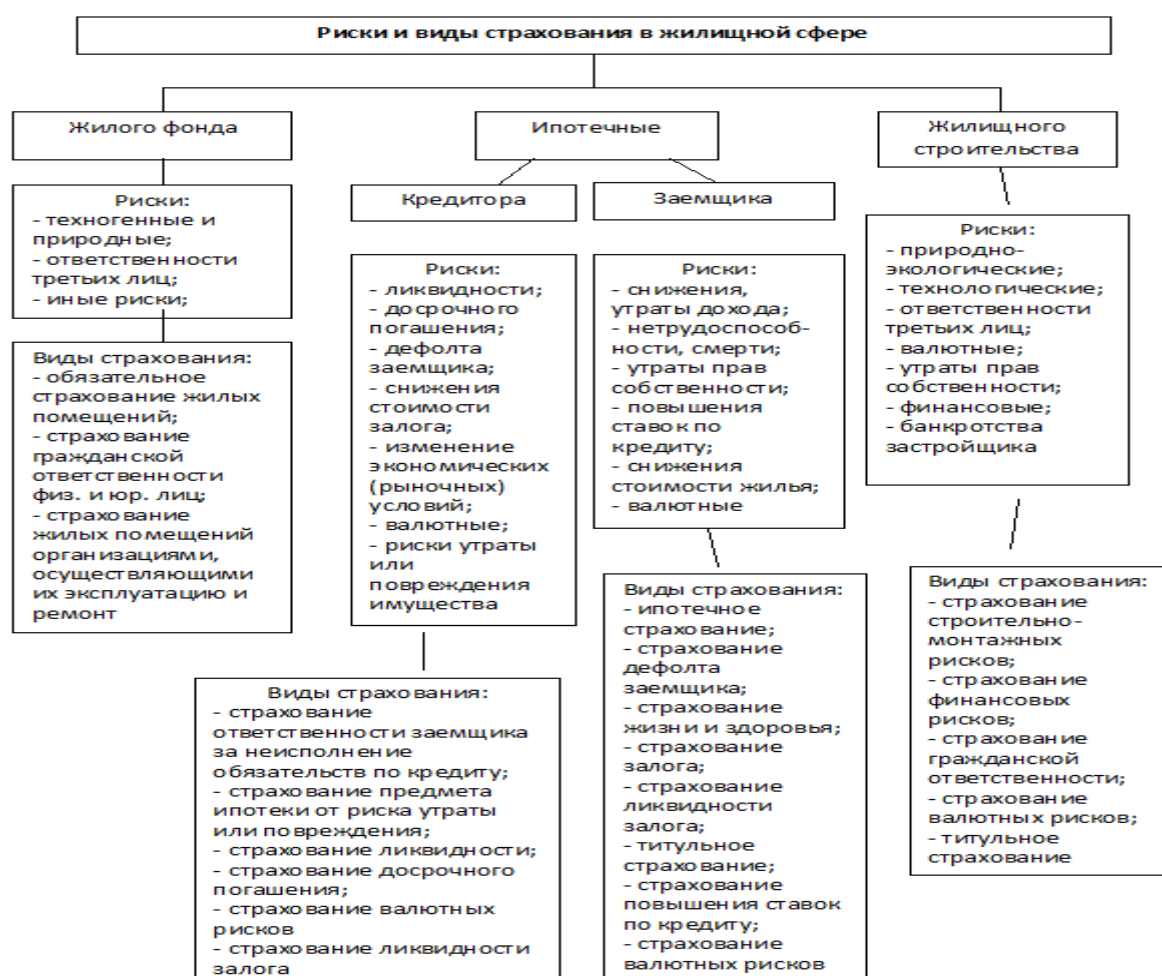 Риски и виды страхования в жилищной сфере
Жилого фонда
Риски:
- техногенные и
природные;
- ответственности
третьих лиц;
- иные риски;
Виды страхования:
- обязательное
страхование жилых
помещений;
- страхование
гражданской
ответственности
физ. и юр. лиц;
- страхование
жилых помещений
организациями,
осуществляющими
их эксплуатацию и
ремонт
Ипотечные
Кредитора
Риски:
- ликвидности;
- досрочного
погашения;
- дефолта
заемщика;
- снижения
стоимости
залога;
- изменение
экономических
(рыночных)
условий;
- валютные;
- риски утраты
или
повреждения
имущества
Виды страхования:
- страхование
ответственности заемщика
за неисполнение
обязательств по кредиту;
- страхование предмета
ипотеки от риска утраты
или повреждения;
- страхование ликвидности;
- страхование досрочного
погашения;
- страхование валютных
рисков
- страхование ликвидности
залога
Заемщика
Риски:
- снижения,
утраты дохода;
- нетрудоспособ-
ности, смерти;
- утраты прав
собственности;
- повышения
ставок по
кредиту;
- снижения
стоимости жилья;
- валютные
Виды страхования:
- ипотечное
страхование;
- страхование
дефолта
заемщика;
- страхование
жизни и здоровья;
- страхование
залога;
- страхование
ликвидности
залога;
- титульное
страхование;
- страхование
повышения ставок
по кредиту;
- страхование
валютных рисков
Жилищного
строительства
Риски:
- природно-
экологические;
- технологические;
- ответственности
третьих лиц;
- валютные;
- утраты прав
собственности;
- финансовые;
- банкротства
застройщика
Виды страхования:
- страхование
строительно-
монтажных
рисков;
- страхование
финансовых
рисков;
- страхование
гражданской
ответственности;
- страхование
валютных рисков;
- титульное
страхование